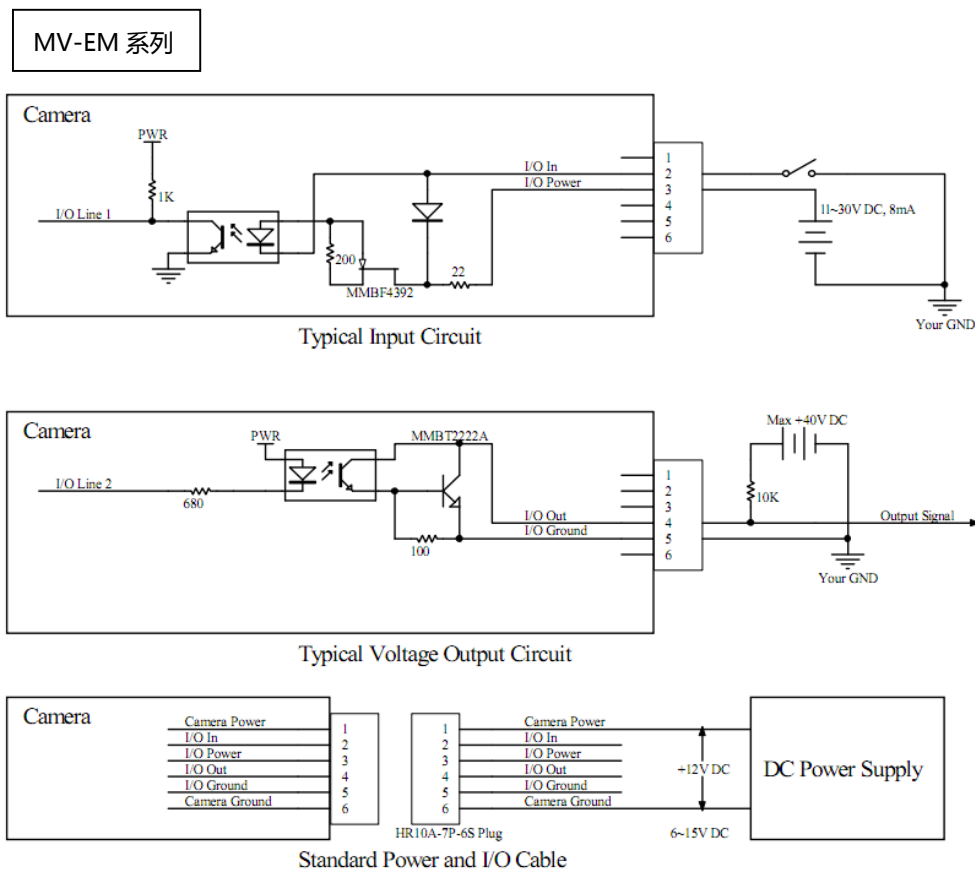 MV-EM 系列
Camera
PWR
1K
I/O Line 1
200
MMBF4392
22
I/O In
I/O Power
1
2
3
4
5
6
11~30V DC, 8mA
Your GND
Typical Input Circuit
Camera
PWR
MMBT2222A
I/O Line 2
680
100
I/O Out
I/O Ground
1
2
3
4
5
6
Max +40V DC
10K
Output Signal
Your GND
Typical Voltage Output Circuit
Camera
Camera Power
I/O In
I/O Power
I/O Out
I/O Ground
Camera Ground
1
2
3
4
5
6
1
2
3
4
5
6
HR10A-7P-6S Plug
Camera Power
I/O In
I/O Power
I/O Out
I/O Ground
Camera Ground
+12V DC
6~15V DC
DC Power Supply
Standard Power and I/O Cable